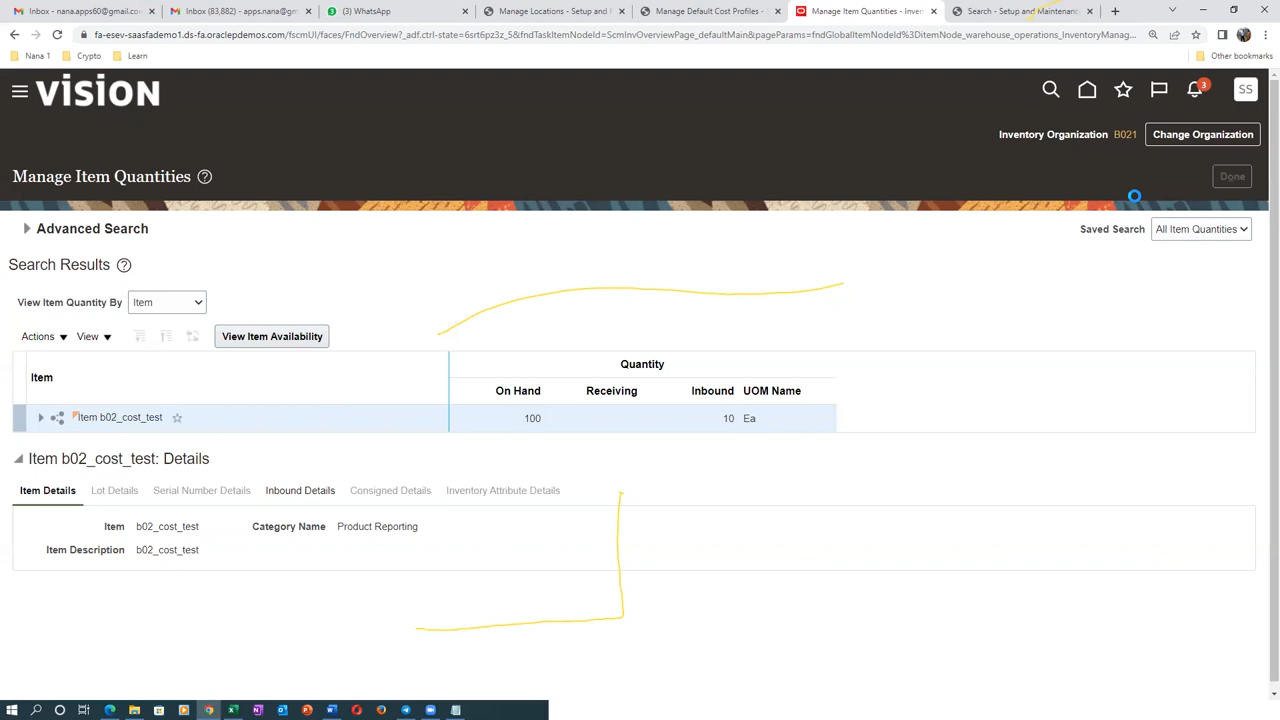 Inbox - nana.apps60@gmail.com
Inbox (83,882) - apps.nana@gm
(3) WhatsApp
Manage Locations - Setup and
Manage Default Cost Profiles - S
Manage Item Quantities - Inven
Search - Setup and Maintenanc
fa-esev-saasfademo1.ds-fa.oraclepdemos.com/fscmUI/faces/FndOverview?_adf.ctrl-state=6srt6pz3z_5&fndTaskItemNodeId=ScmInvOverviewPage_defaultMain&pageParams=fndGlobalItemNodeId%3DitemNode_warehouse_operations_InventoryManag...
Nana 1
Crypto
Learn
Other bookmarks
VISION
3
SS
Inventory Organization B021
Change Organization
Manage Item Quantities
Done
Advanced Search
Saved Search All Item Quantities
Search Results
View Item Quantity By Item
Actions View View Item Availability
Quantity
Item
On Hand Receiving Inbound UOM Name
Item b02_cost_test 100 10 Ea
Item b02_cost_test: Details
Item Details Lot Details Serial Number Details Inbound Details Consigned Details Inventory Attribute Details
Item b02_cost_test Category Name Product Reporting
Item Description b02_cost_test